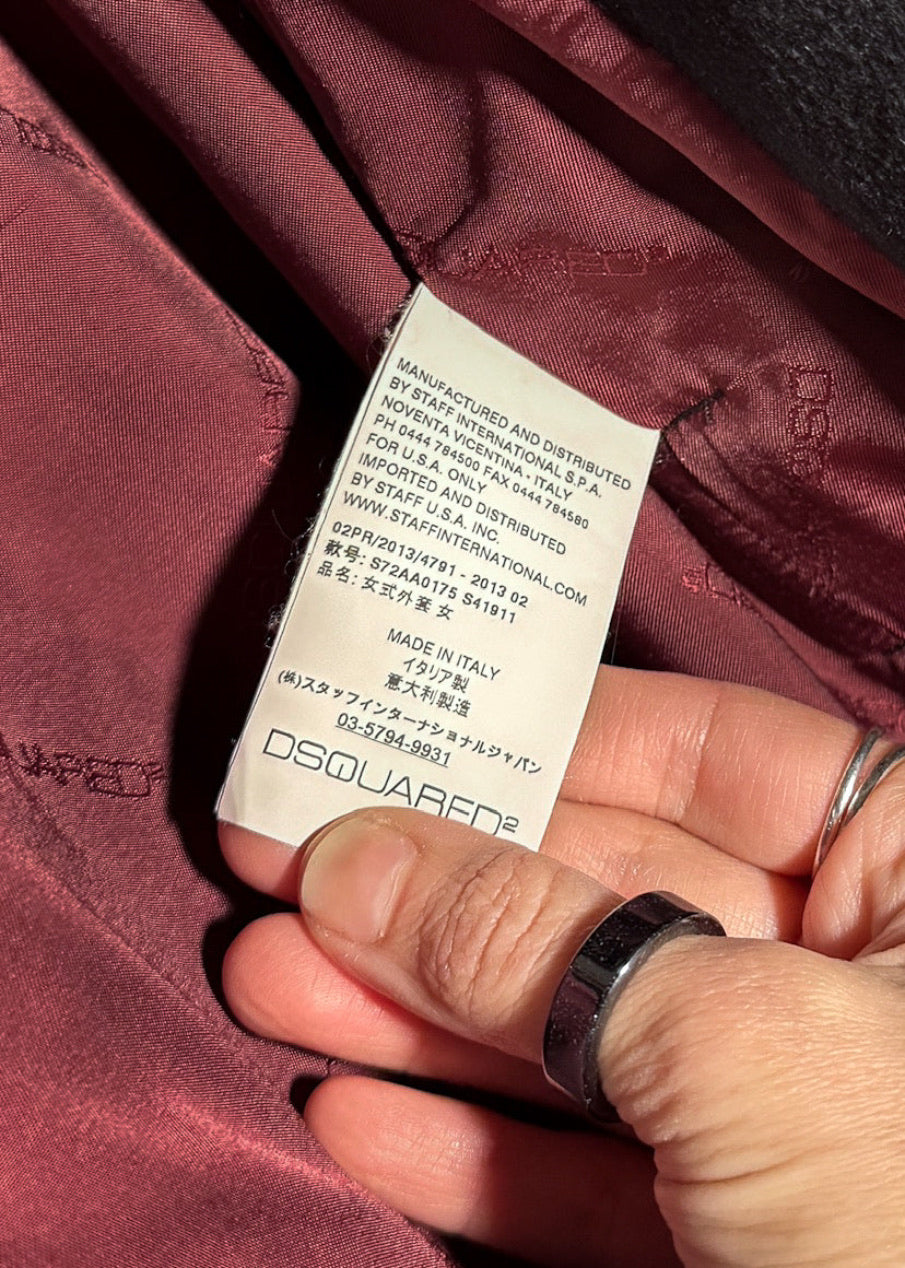 MANUFACTURED AND DISTRIBUTED
BY STAFF INTERNATIONAL S.P.A.
NOVENTA VICENTINA - ITALY
PH 0444 784500 FAX 0444 784580
FOR U.S.A. ONLY
IMPORTED AND DISTRIBUTED
BY STAFF U.S.A. INC.
WWW.STAFFINTERNATIONAL.COM
02PR/2013/4791 - 2013 02
款号: S72AA0175 S41911
品名: 女式外套 女
MADE IN ITALY
イタリア製
意大利製造
(株)スタッフインターナショナルジャパン
03-5794-9931
DSQUARED2